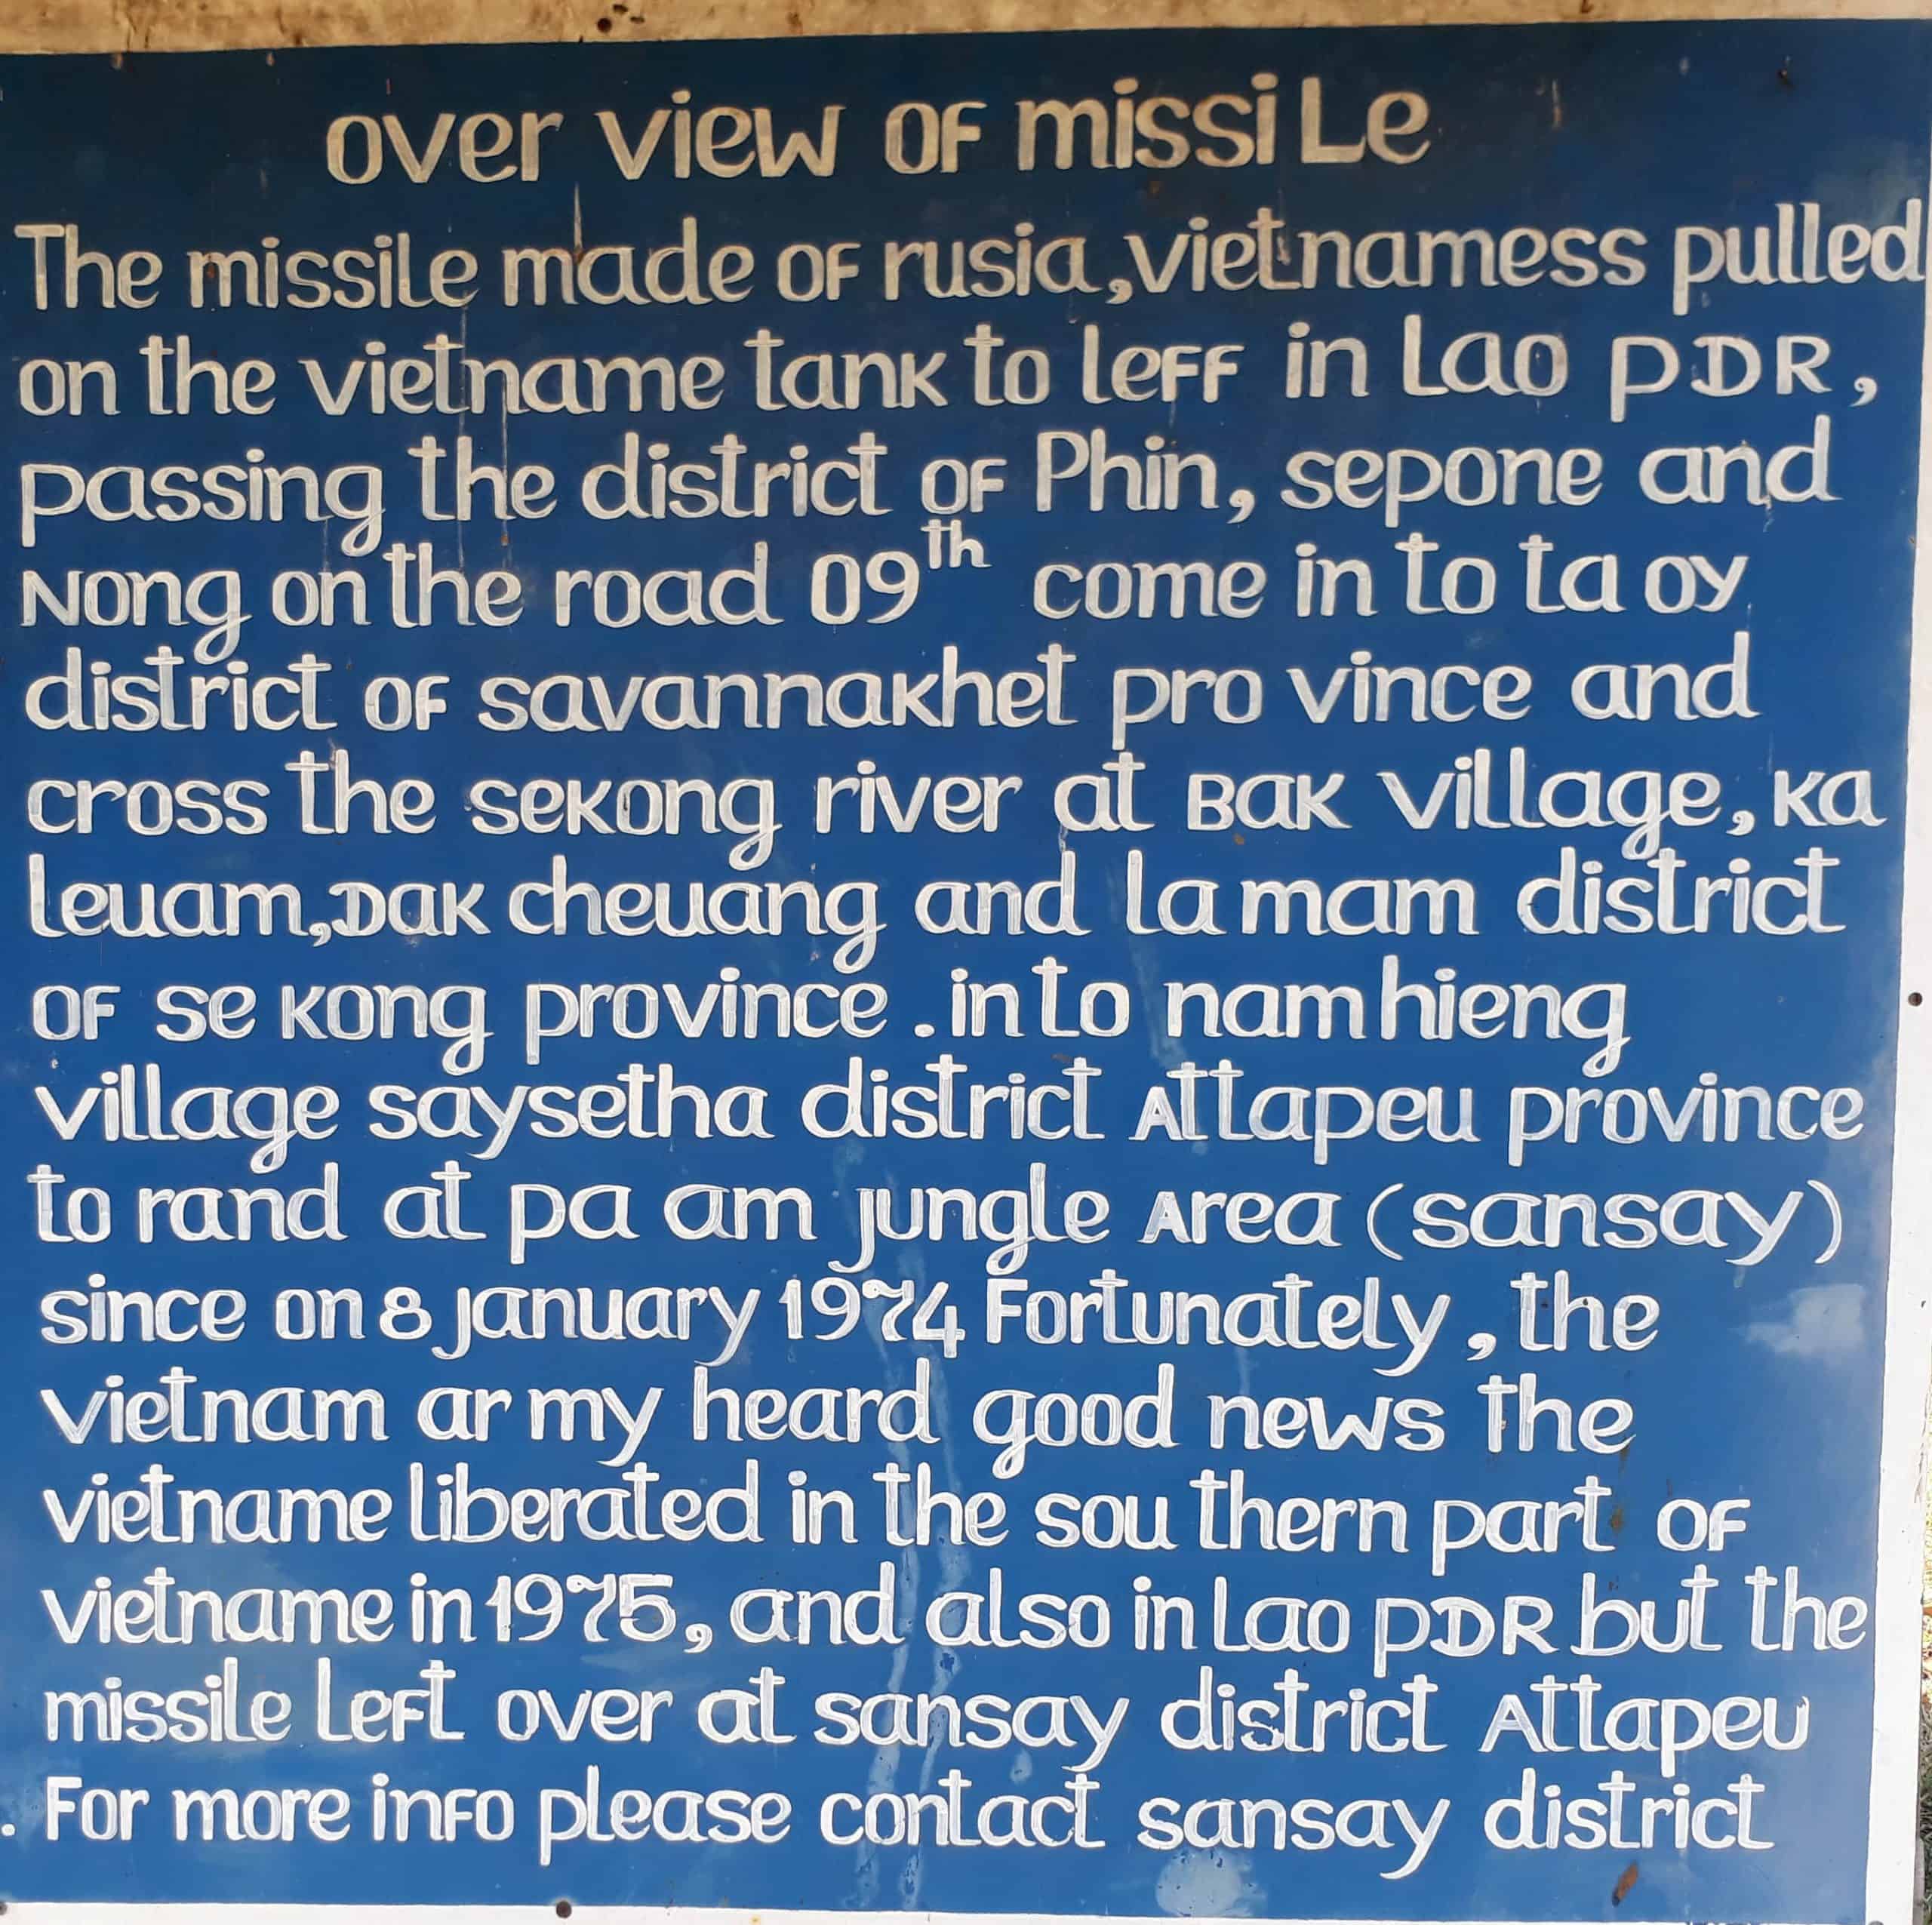 over view OF missiLe
The missile made OF rusia,vietnamess pulled
on the vietname tank to leFF in Lao PDR,
passing the district OF Phin, sepone and
Nong on the road 09th come in to ta oy
district OF savannakhet pro vince and
cross the sekong river at Bak village, ka
leuam,Dak cheuang and la mam district
OF se kong province . in to nam hieng
village saysetha district Attapeu province
to rand at pa am jungle Area (sansay)
since on 8 january 1974 Fortunately, the
vietnam ar my heard good news the
vietname liberated in the sou thern part OF
vietname in 1975, and also in Lao PDR but the
missile LeFt over at sansay district Attapeu
. For more inFo please contact sansay district